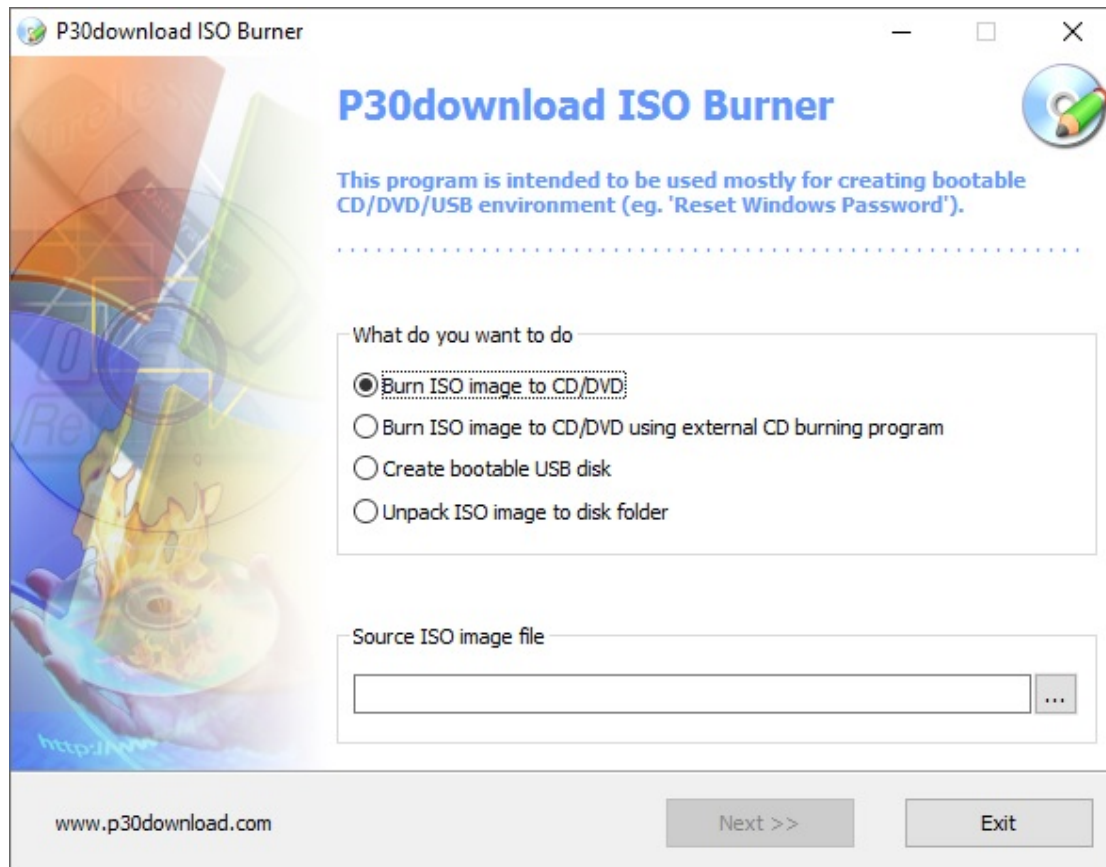 P30download ISO Burner
P30download ISO Burner
This program is intended to be used mostly for creating bootable
CD/DVD/USB environment (eg. 'Reset Windows Password').
What do you want to do
Burn ISO image to CD/DVD
Burn ISO image to CD/DVD using external CD burning program
Create bootable USB disk
Unpack ISO image to disk folder
Source ISO image file
...
http://
www.p30download.com
Next >>
Exit